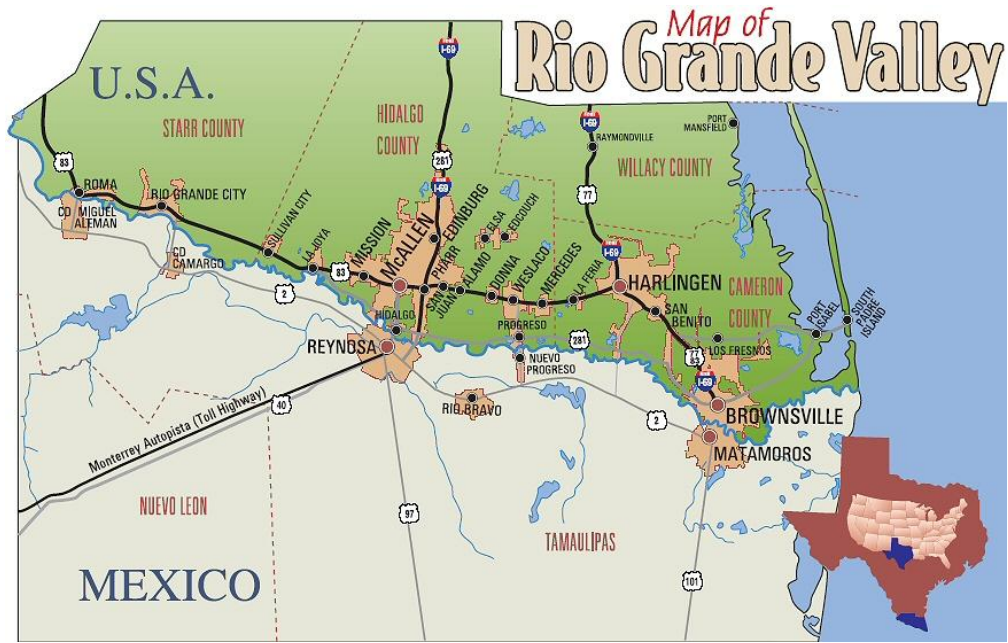 Map of
Rio Grande Valley
U.S.A.
STARR COUNTY
HIDALGO
COUNTY
I-69
281
I-69
83
ROMA
RIO GRANDE CITY
CD MIGUEL
ALEMAN
CD
CAMARGO
SULLIVAN CITY
LA JOYA
MISSION
83
McALLEN
EDINBURG
PHARR
SAN
JUAN
ALAMO
ELSA
EDCOUCH
DONNA
WESLACO
MERCEDES
LA FERIA
I-69
RAYMONDVILLE
77
PORT
MANSFIELD
WILLACY COUNTY
I-69
HARLINGEN
CAMERON
COUNTY
SAN
BENITO
PORT
ISABEL
SOUTH
PADRE
ISLAND
2
HIDALGO
REYNOSA
PROGRESO
281
NUEVO
PROGRESO
77
83
LOS FRESNOS
I-69
BROWNSVILLE
MATAMOROS
RIO BRAVO
2
Monterrey Autopista (Toll Highway)
40
NUEVO LEON
97
TAMAULIPAS
101
MEXICO